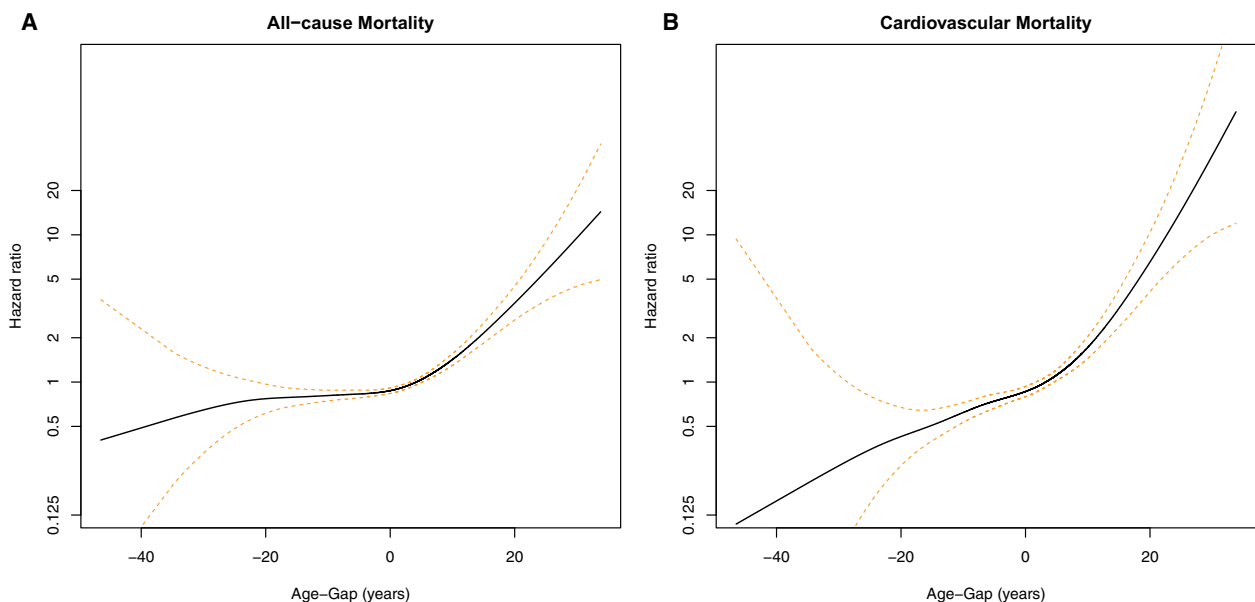 A
All−cause Mortality
Hazard ratio
20
10
5
2
1
0.5
0.125
−40
−20
0
20
Age−Gap (years)
B
Cardiovascular Mortality
Hazard ratio
20
10
5
2
1
0.5
0.125
−40
−20
0
20
Age−Gap (years)